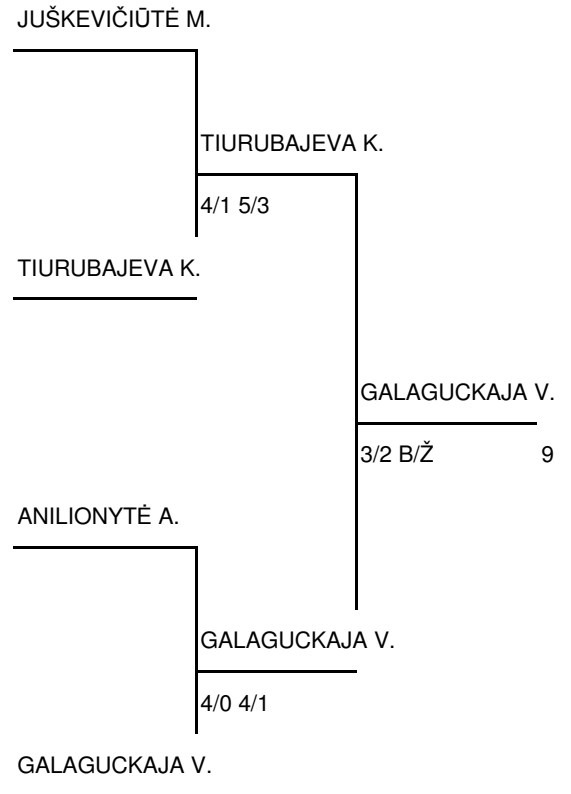 JUŠKEVIČIŪTĖ M.
TIURUBAJEVA K.
4/1 5/3
TIURUBAJEVA K.
GALAGUCKAJA V.
3/2 B/Ž 9
ANILIONYTĖ A.
GALAGUCKAJA V.
4/0 4/1
GALAGUCKAJA V.